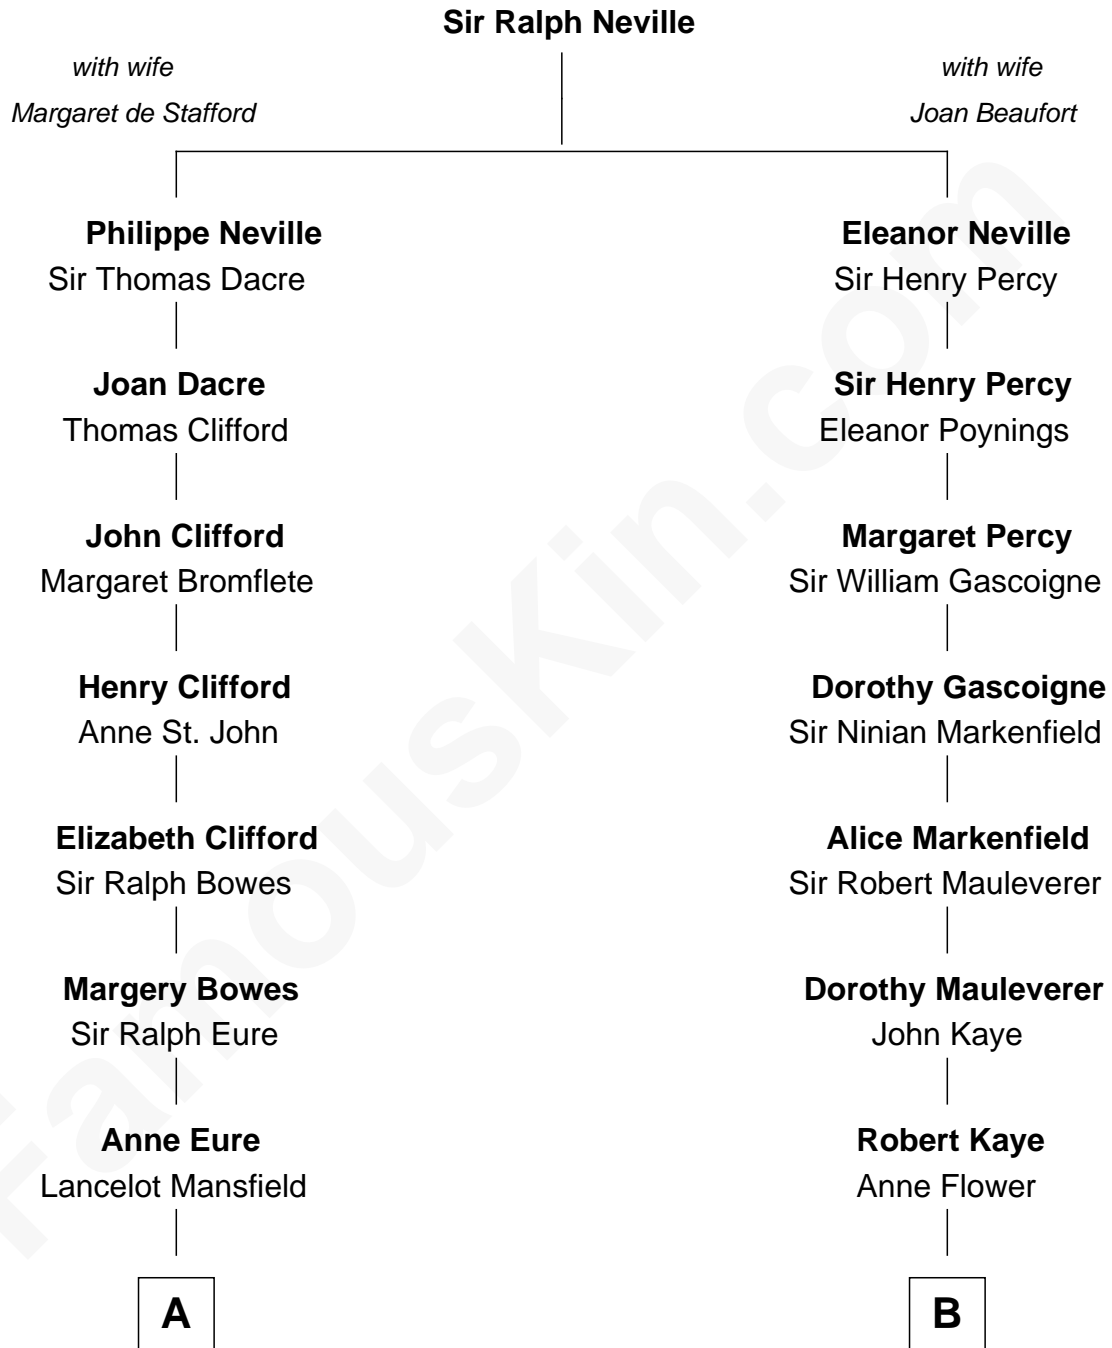 Sir Ralph Neville
with wife
Margaret de Stafford
with wife
Joan Beaufort
Philippe Neville
Sir Thomas Dacre
Joan Dacre
Thomas Clifford
John Clifford
Margaret Bromflete
Henry Clifford
Anne St. John
Elizabeth Clifford
Sir Ralph Bowes
Margery Bowes
Sir Ralph Eure
Anne Eure
Lancelot Mansfield
A
Eleanor Neville
Sir Henry Percy
Sir Henry Percy
Eleanor Poynings
Margaret Percy
Sir William Gascoigne
Dorothy Gascoigne
Sir Ninian Markenfield
Alice Markenfield
Sir Robert Mauleverer
Dorothy Mauleverer
John Kaye
Robert Kaye
Anne Flower
B
FamousKin.com